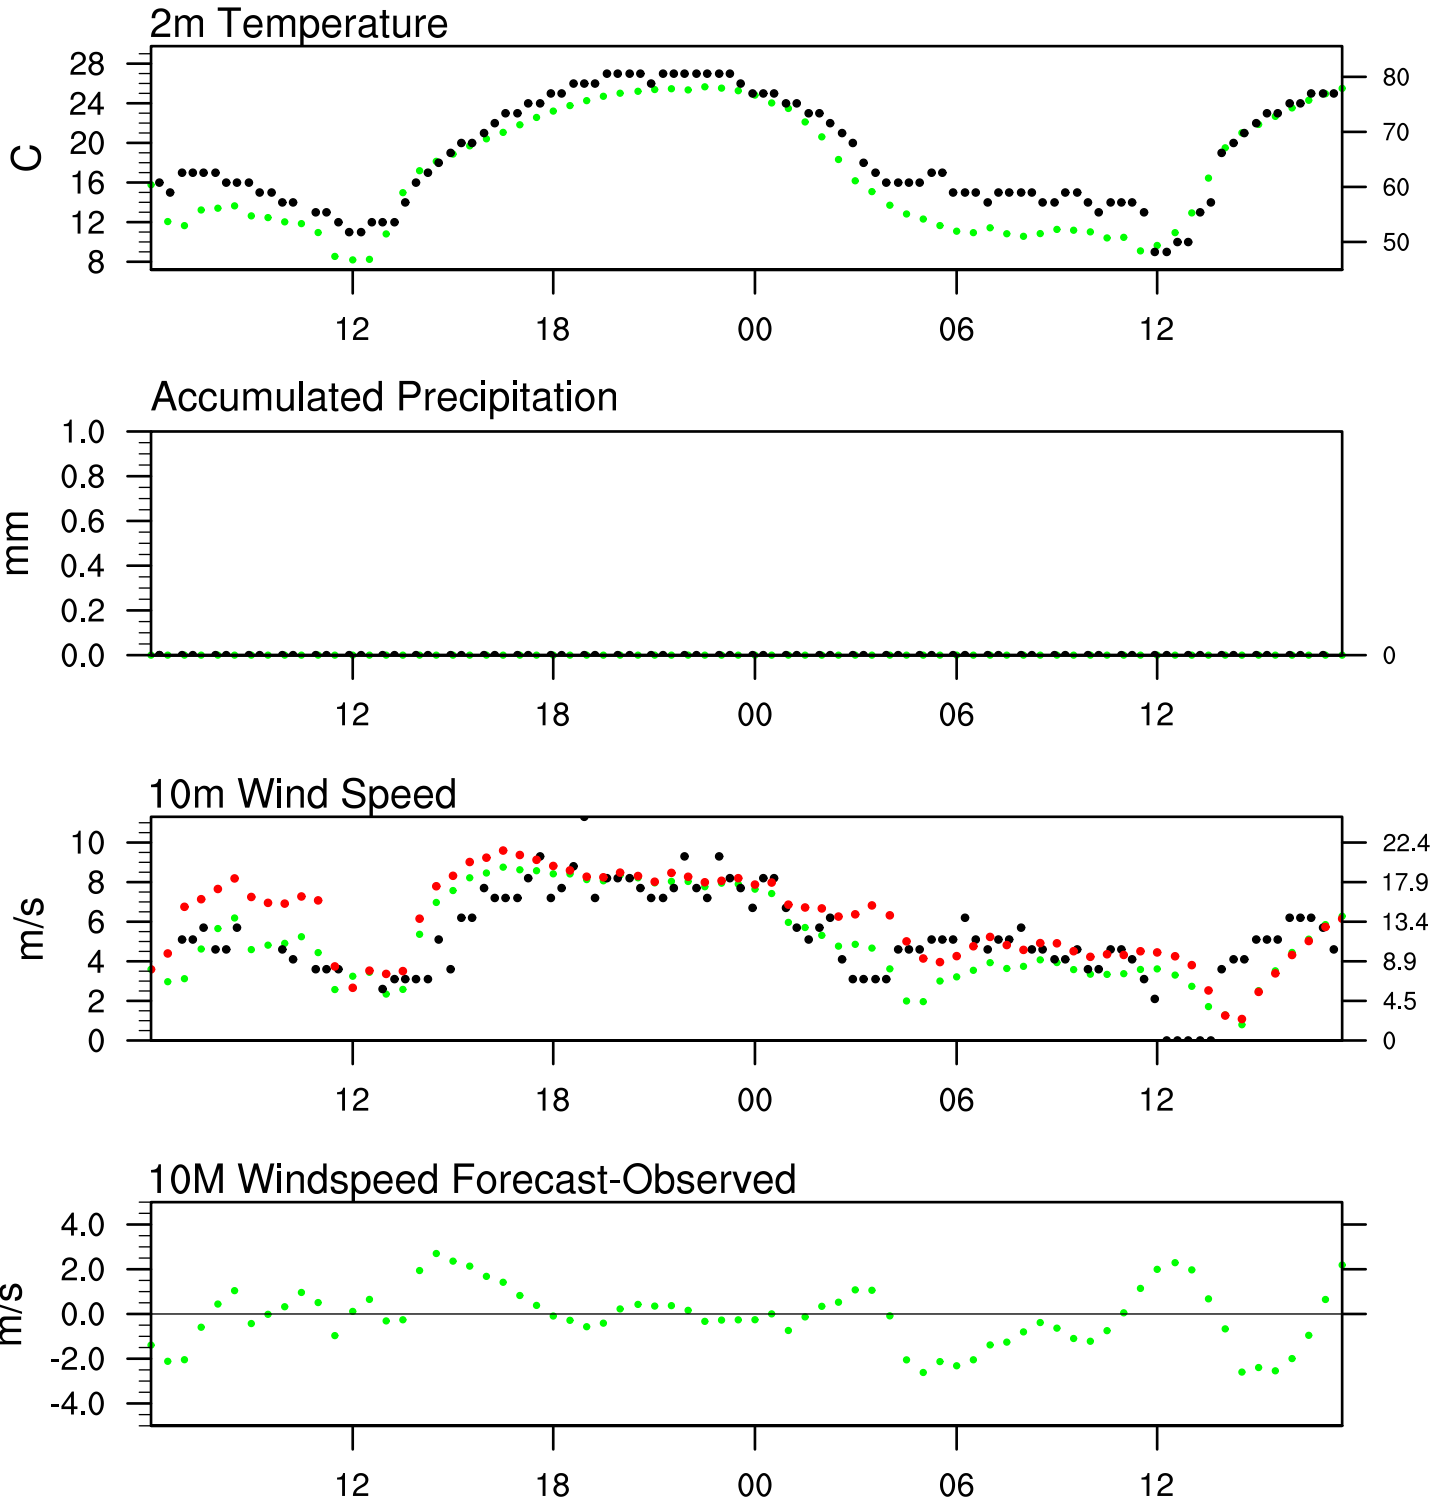 2m Temperature
28
24
20
16
12
8
C
80
70
60
50
12 18 00 06 12
Accumulated Precipitation
1.0
0.8
0.6
0.4
0.2
0.0
mm
0
12 18 00 06 12
10m Wind Speed
10
8
6
4
2
0
m/s
22.4
17.9
13.4
8.9
4.5
0
12 18 00 06 12
10M Windspeed Forecast-Observed
4.0
2.0
0.0
-2.0
-4.0
m/s
12 18 00 06 12